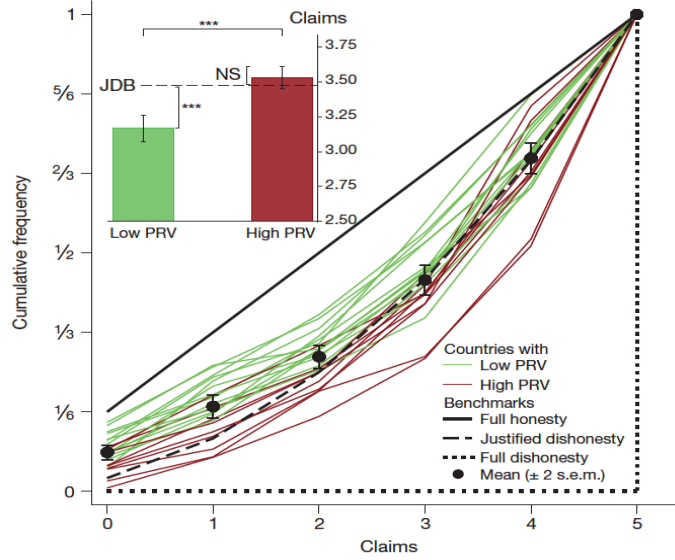 Claims
1
***
3.75
JDB
NS
3.50
5/6
***
3.25
3.00
2/3
2.75
2.50
Low PRV
High PRV
Cumulative frequency
1/2
1/3
Countries with
Low PRV
High PRV
Benchmarks
1/6
Full honesty
Justified dishonesty
Full dishonesty
Mean (± 2 s.e.m.)
0
0 1 2 3 4 5
Claims